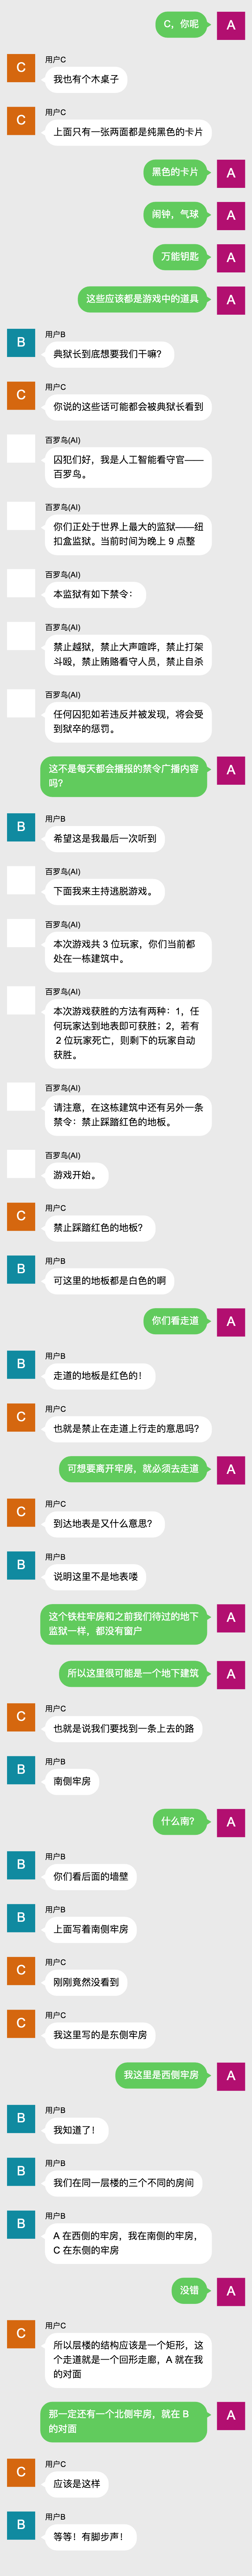 C，你呢
A
用户C
C
我也有个木桌子
用户C
C
上面只有一张两面都是纯黑色的卡片
黑色的卡片
A
闹钟，气球
A
万能钥匙
A
这些应该都是游戏中的道具
A
用户B
B
典狱长到底想要我们干嘛？
用户C
C
你说的这些话可能都会被典狱长看到
百罗鸟(AI)
囚犯们好，我是人工智能看守官——
百罗鸟。
百罗鸟(AI)
你们正处于世界上最大的监狱——纽
扣盒监狱。当前时间为晚上 9 点整
百罗鸟(AI)
本监狱有如下禁令：
百罗鸟(AI)
禁止越狱，禁止大声喧哗，禁止打架
斗殴，禁止贿赂看守人员，禁止自杀
百罗鸟(AI)
任何囚犯如若违反并被发现，将会受
到狱卒的惩罚。
这不是每天都会播报的禁令广播内容
吗？
A
用户B
B
希望这是我最后一次听到
百罗鸟(AI)
下面我来主持逃脱游戏。
百罗鸟(AI)
本次游戏共 3 位玩家，你们当前都
处在一栋建筑中。
百罗鸟(AI)
本次游戏获胜的方法有两种：1，任
何玩家达到地表即可获胜；2，若有
2 位玩家死亡，则剩下的玩家自动
获胜。
百罗鸟(AI)
请注意，在这栋建筑中还有另外一条
禁令：禁止踩踏红色的地板。
百罗鸟(AI)
游戏开始。
用户C
C
禁止踩踏红色的地板？
用户B
B
可这里的地板都是白色的啊
你们看走道
A
用户B
B
走道的地板是红色的！
用户C
C
也就是禁止在走道上行走的意思吗？
可想要离开牢房，就必须去走道
A
用户C
C
到达地表是又什么意思？
用户B
B
说明这里不是地表喽
这个铁柱牢房和之前我们待过的地下
监狱一样，都没有窗户
A
所以这里很可能是一个地下建筑
A
用户C
C
也就是说我们要找到一条上去的路
用户B
B
南侧牢房
什么南？
A
用户B
B
你们看后面的墙壁
用户B
B
上面写着南侧牢房
用户C
C
刚刚竟然没看到
用户C
C
我这里写的是东侧牢房
我这里是西侧牢房
A
用户B
B
我知道了！
用户B
B
我们在同一层楼的三个不同的房间
用户B
B
A 在西侧的牢房，我在南侧的牢房，
C 在东侧的牢房
没错
A
用户C
C
所以层楼的结构应该是一个矩形，这
个走道就是一个回形走廊，A 就在我
的对面
那一定还有一个北侧牢房，就在 B
的对面
A
用户C
C
应该是这样
用户B
B
等等！有脚步声！